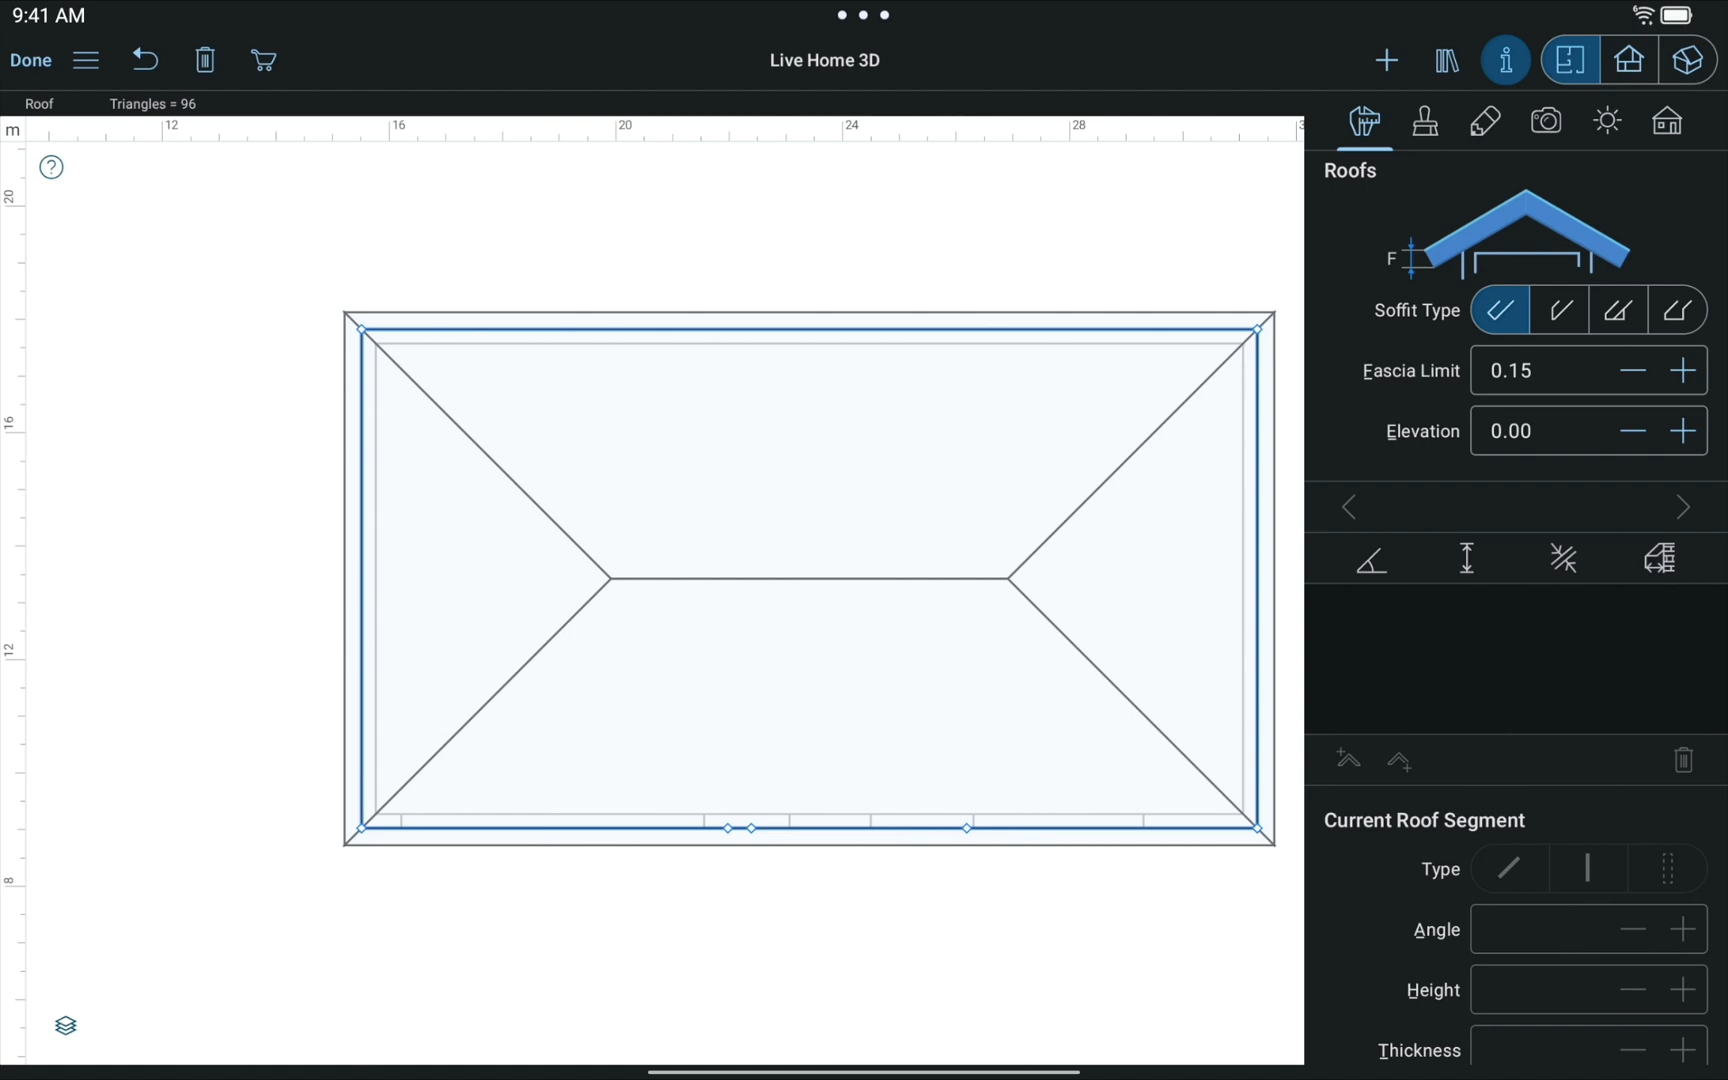 9:41 AM
Done
Live Home 3D
Roof
Triangles = 96
m
12
16
20
24
28
3
20
16
12
8
?
Roofs
F
Soffit Type
Fascia Limit
0.15
Elevation
0.00
Current Roof Segment
Type
Angle
Height
Thickness